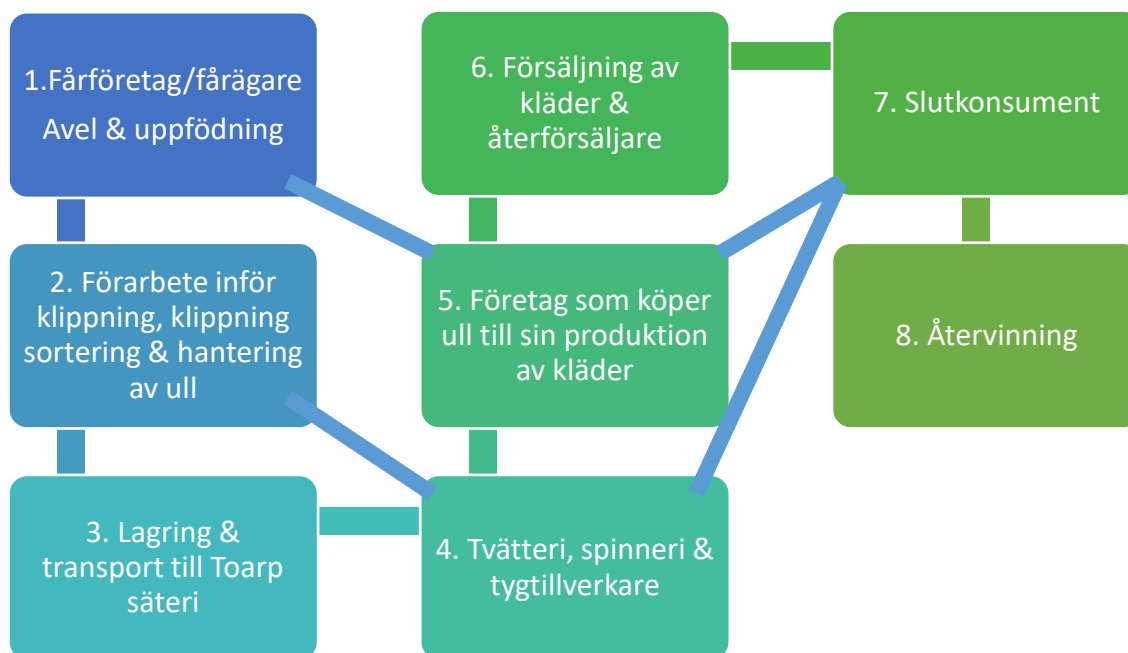 1.Fårföretag/fårägare
Avel & uppfödning
2. Förarbete inför
klippning, klippning
sortering & hantering
av ull
3. Lagring &
transport till Toarp
säteri
4. Tvätteri, spinneri &
tygtillverkare
5. Företag som köper
ull till sin produktion
av kläder
6. Försäljning av
kläder &
återförsäljare
7. Slutkonsument
8. Återvinning